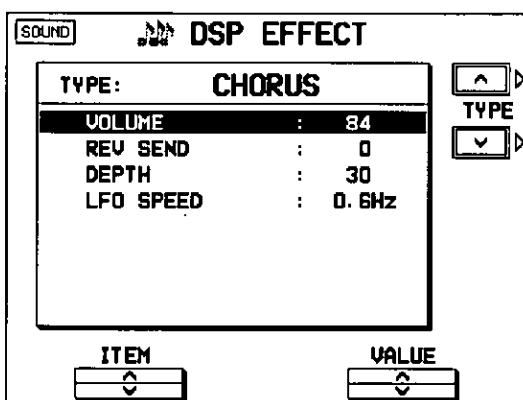 SOUND DSP EFFECT
TYPE: CHORUS
TYPE
VOLUME : 84
REV SEND : 0
DEPTH : 30
LFO SPEED : 0.6Hz
ITEM VALUE